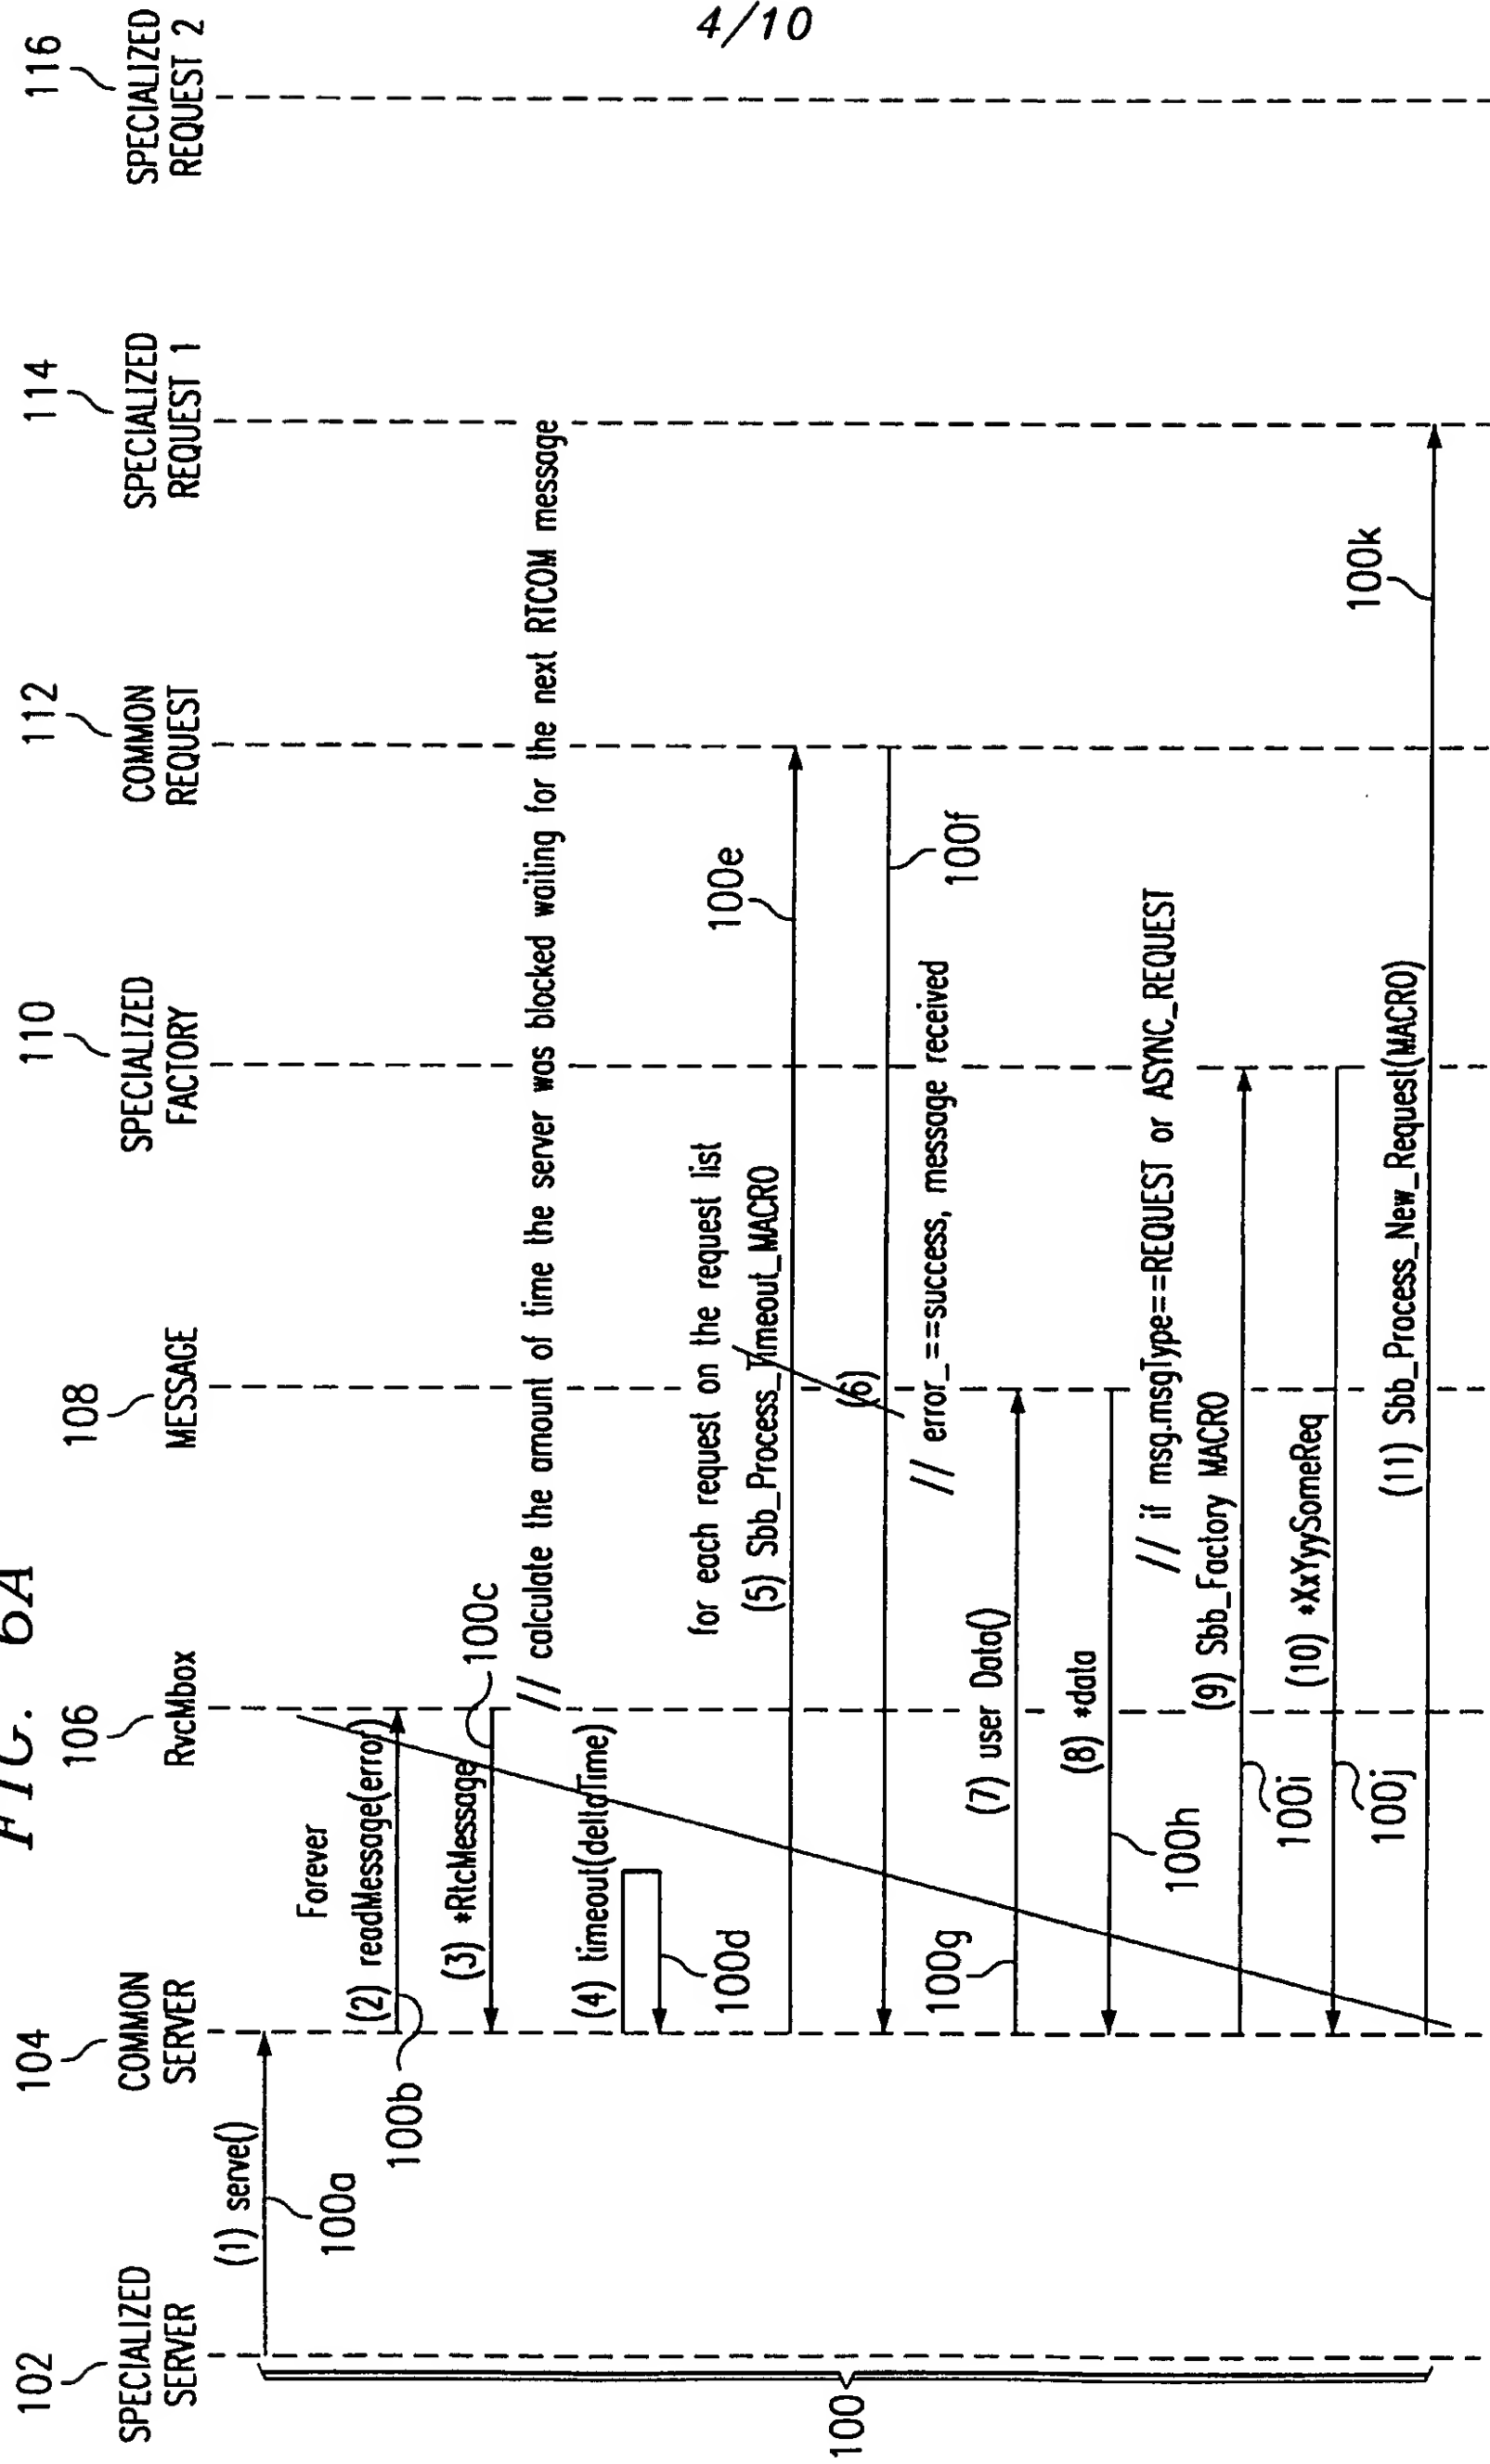 4/10
FIG. 6A
102
SPECIALIZED
SERVER
104
COMMON
SERVER
106
RvcMbox
108
MESSAGE
110
SPECIALIZED
FACTORY
112
COMMON
REQUEST
114
SPECIALIZED
REQUEST 1
116
SPECIALIZED
REQUEST 2
(1) serve()
100a
Forever
(2) readMessage(error)
100b
(3) *RtcMessage
100c
// calculate the amount of time the server was blocked waiting for the next RTCOM message
(4) timeout(deltaTime)
100d
for each request on the request list
(5) Sbb_Process_Timeout_MACRO
100e
(6)
100f
// error_==success, message received
(7) user Data()
100g
(8) *data
100h
// if msg.msgType==REQUEST or ASYNC_REQUEST
(9) Sbb_Factory MACRO
100i
(10) *XxYyySomeReq
100j
(11) Sbb_Process_New_Request(MACRO)
100k
100